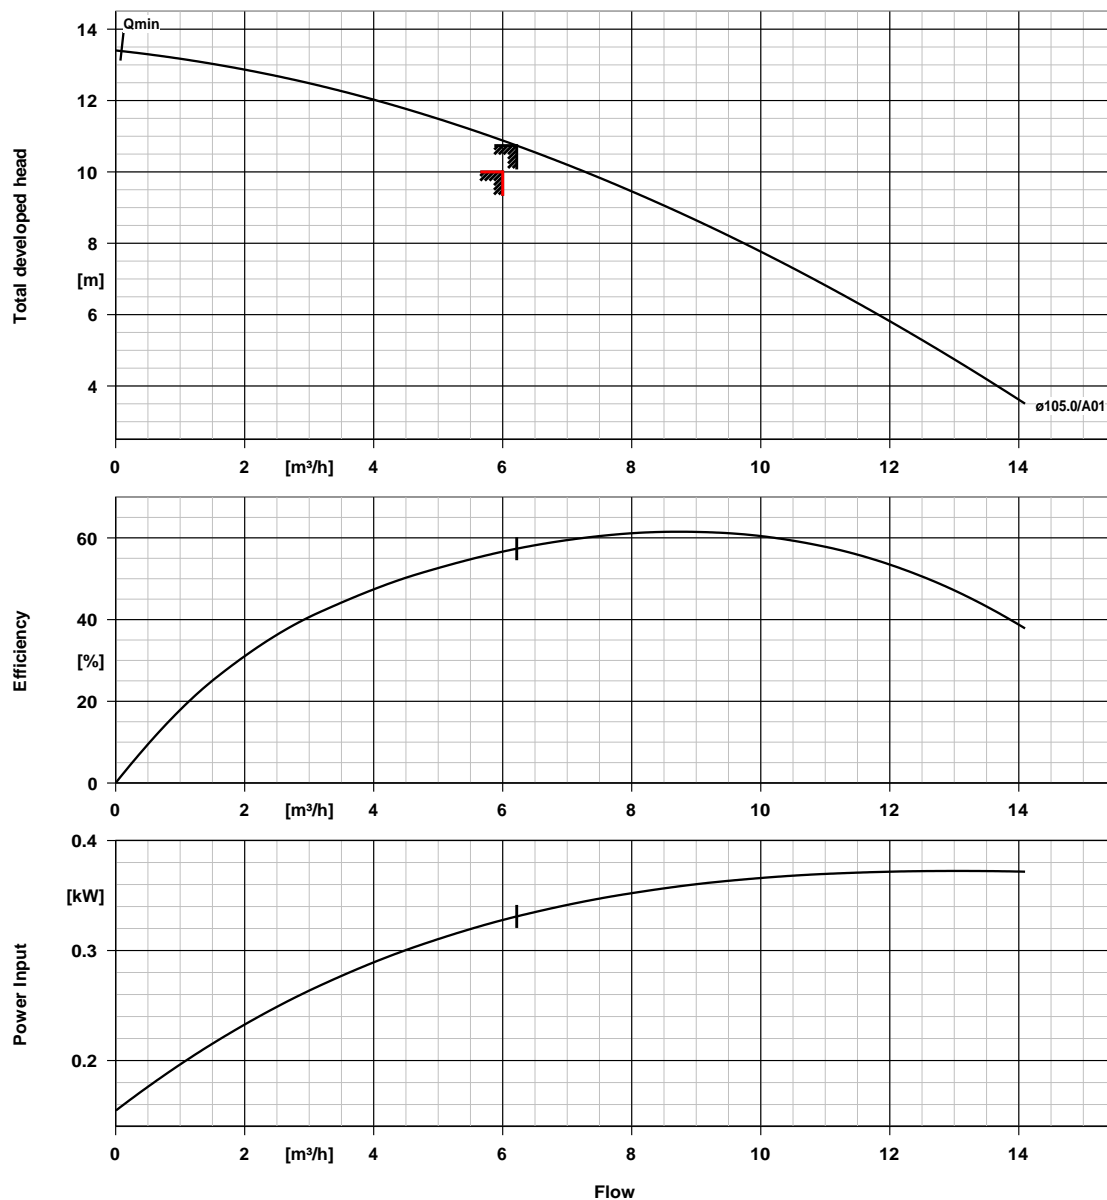 Qmin
14
12
10
8
6
4
Total developed head
[m]
ø105.0/A01
0 2 [m³/h] 4 6 8 10 12 14
60
40
20
0
Efficiency
[%]
0 2 [m³/h] 4 6 8 10 12 14
0.4
0.3
0.2
[kW]
Power Input
0 2 [m³/h] 4 6 8 10 12 14
Flow